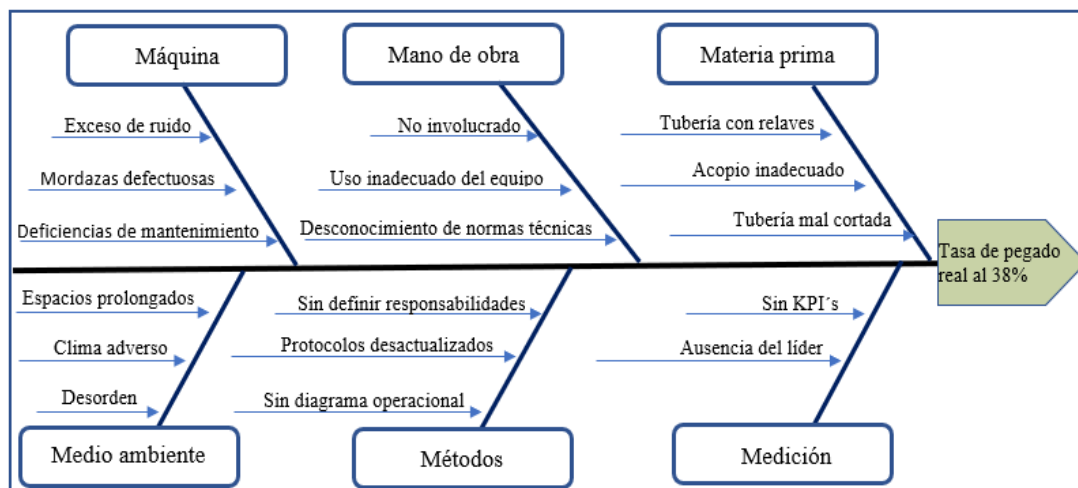 Máquina
Mano de obra
Materia prima
Exceso de ruido
Mordazas defectuosas
Deficiencias de mantenimiento
No involucrado
Uso inadecuado del equipo
Desconocimiento de normas técnicas
Tubería con relaves
Acopio inadecuado
Tubería mal cortada
Tasa de pegado
real al 38%
Espacios prolongados
Clima adverso
Desorden
Sin definir responsabilidades
Protocolos desactualizados
Sin diagrama operacional
Sin KPI´s
Ausencia del líder
Medio ambiente
Métodos
Medición